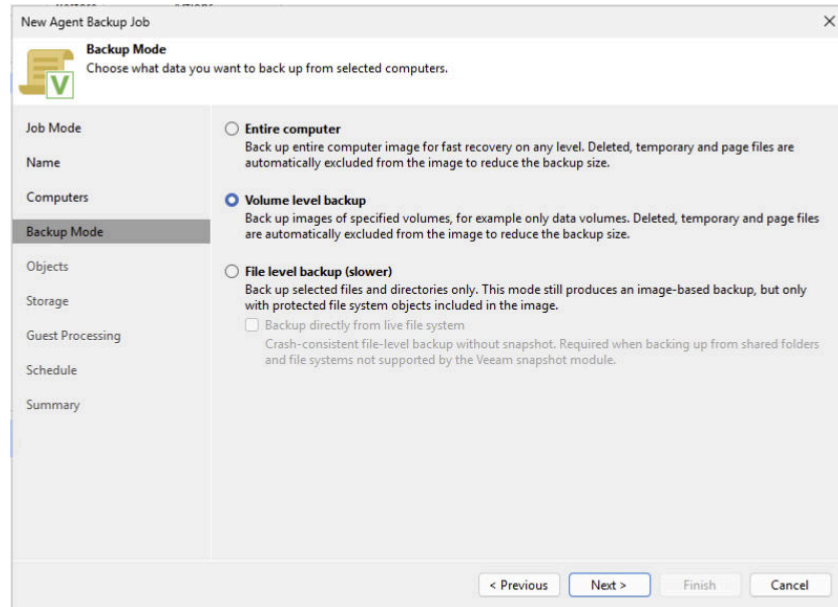 New Agent Backup Job
Backup Mode
Choose what data you want to back up from selected computers.
Job Mode
Name
Computers
Backup Mode
Objects
Storage
Guest Processing
Schedule
Summary
Entire computer
Back up entire computer image for fast recovery on any level. Deleted, temporary and page files are
automatically excluded from the image to reduce the backup size.
Volume level backup
Back up images of specified volumes, for example only data volumes. Deleted, temporary and page files
are automatically excluded from the image to reduce the backup size.
File level backup (slower)
Back up selected files and directories only. This mode still produces an image-based backup, but only
with protected file system objects included in the image.
Backup directly from live file system
Crash-consistent file-level backup without snapshot. Required when backing up from shared folders
and file systems not supported by the Veeam snapshot module.
< Previous
Next >
Finish
Cancel